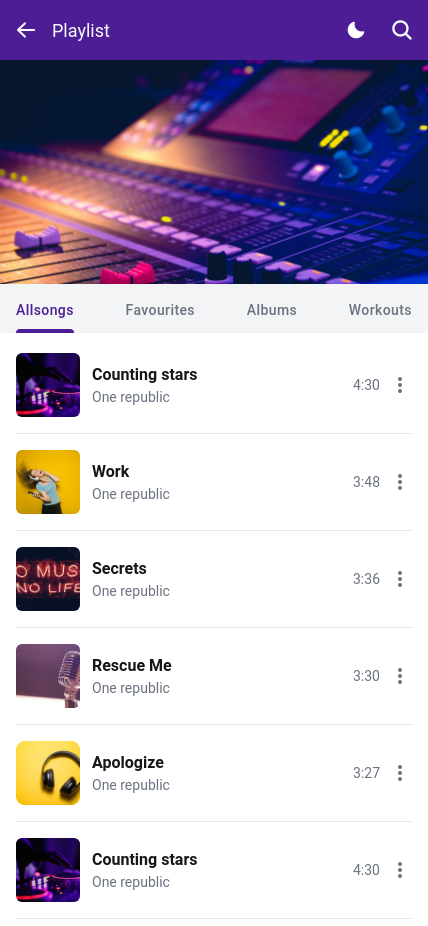 Playlist
Allsongs Favourites Albums Workouts
Counting stars
One republic
4:30
Work
One republic
3:48
O MUS
NO LIFE
Secrets
One republic
3:36
Rescue Me
One republic
3:30
Apologize
One republic
3:27
Counting stars
One republic
4:30